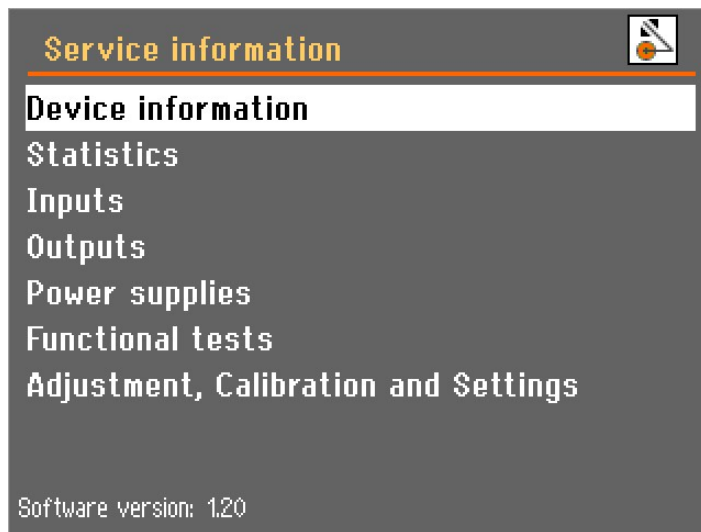 Service information
Device information
Statistics
Inputs
Outputs
Power supplies
Functional tests
Adjustment, Calibration and Settings
Software version: 1.20